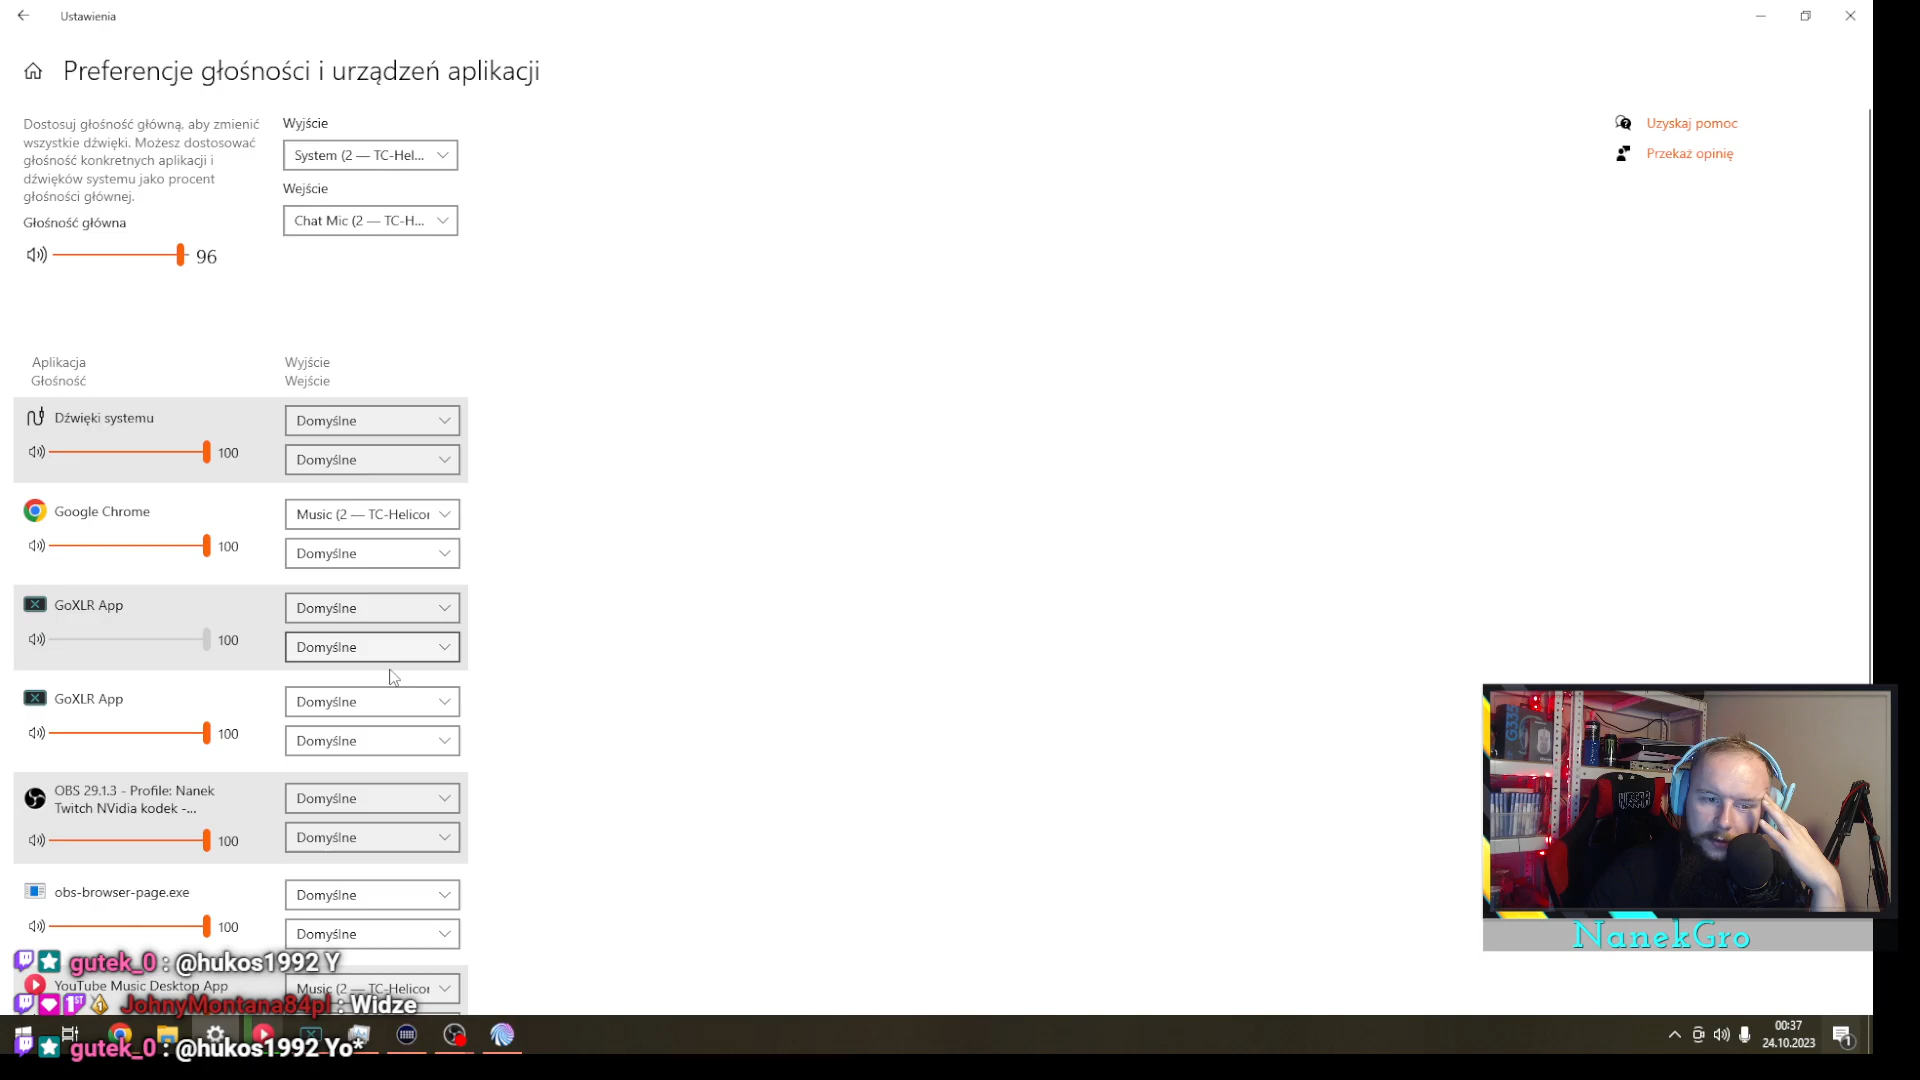 Ustawienia
Preferencje głośności i urządzeń aplikacji
Dostosuj głośność główną, aby zmienić
wszystkie dźwięki. Możesz dostosować
głośność konkretnych aplikacji i
dźwięków systemu jako procent
głośności głównej.
Głośność główna
96
Wyjście
System (2 — TC-Hel...
Wejście
Chat Mic (2 — TC-H...
Uzyskaj pomoc
Przekaż opinię
Aplikacja
Głośność
Wyjście
Wejście
Dźwięki systemu
100
Domyślne
Domyślne
Google Chrome
100
Music (2 — TC-Helicor
Domyślne
GoXLR App
100
Domyślne
Domyślne
GoXLR App
100
Domyślne
Domyślne
OBS 29.1.3 - Profile: Nanek
Twitch NVidia kodek -...
100
Domyślne
Domyślne
obs-browser-page.exe
100
Domyślne
Domyślne
YouTube Music Desktop App
Music (2 — TC-Helicor
gutek_0 : @hukos1992 Y
JohnyMontana84pl : Widze
gutek_0 : @hukos1992 Yo*
NanekGro
00:37
24.10.2023
1